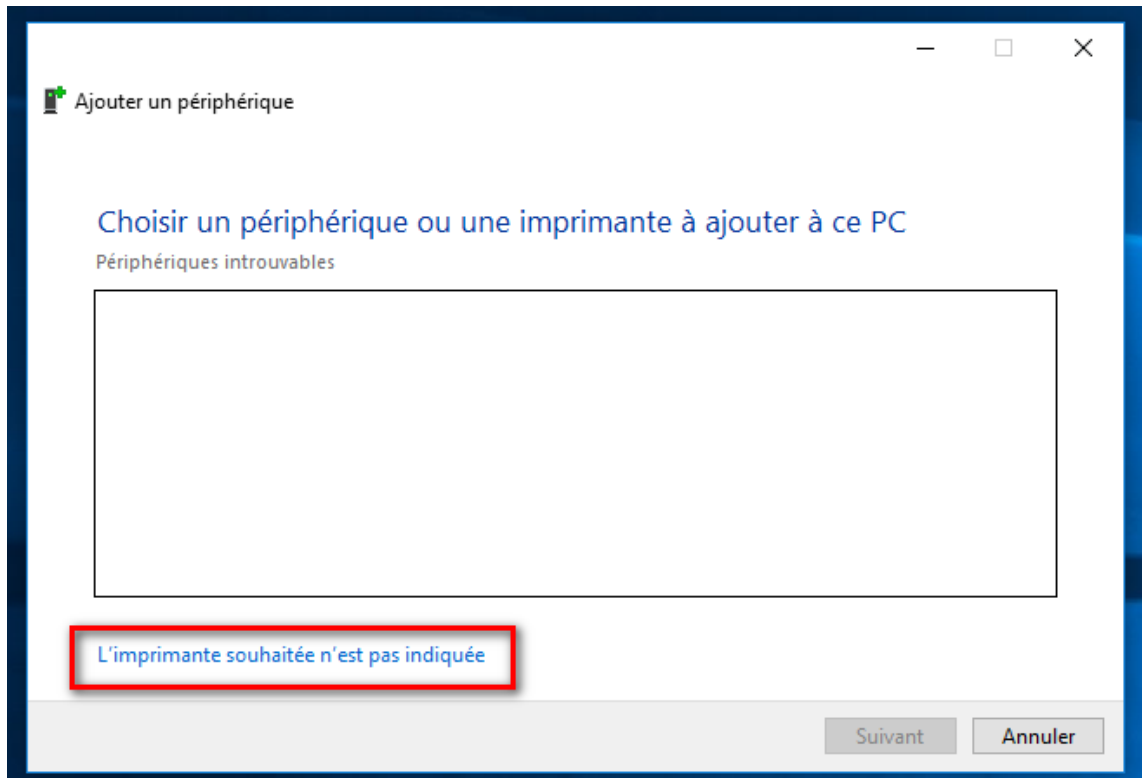 Ajouter un périphérique
Choisir un périphérique ou une imprimante à ajouter à ce PC
Périphériques introuvables
L'imprimante souhaitée n'est pas indiquée
Suivant
Annuler